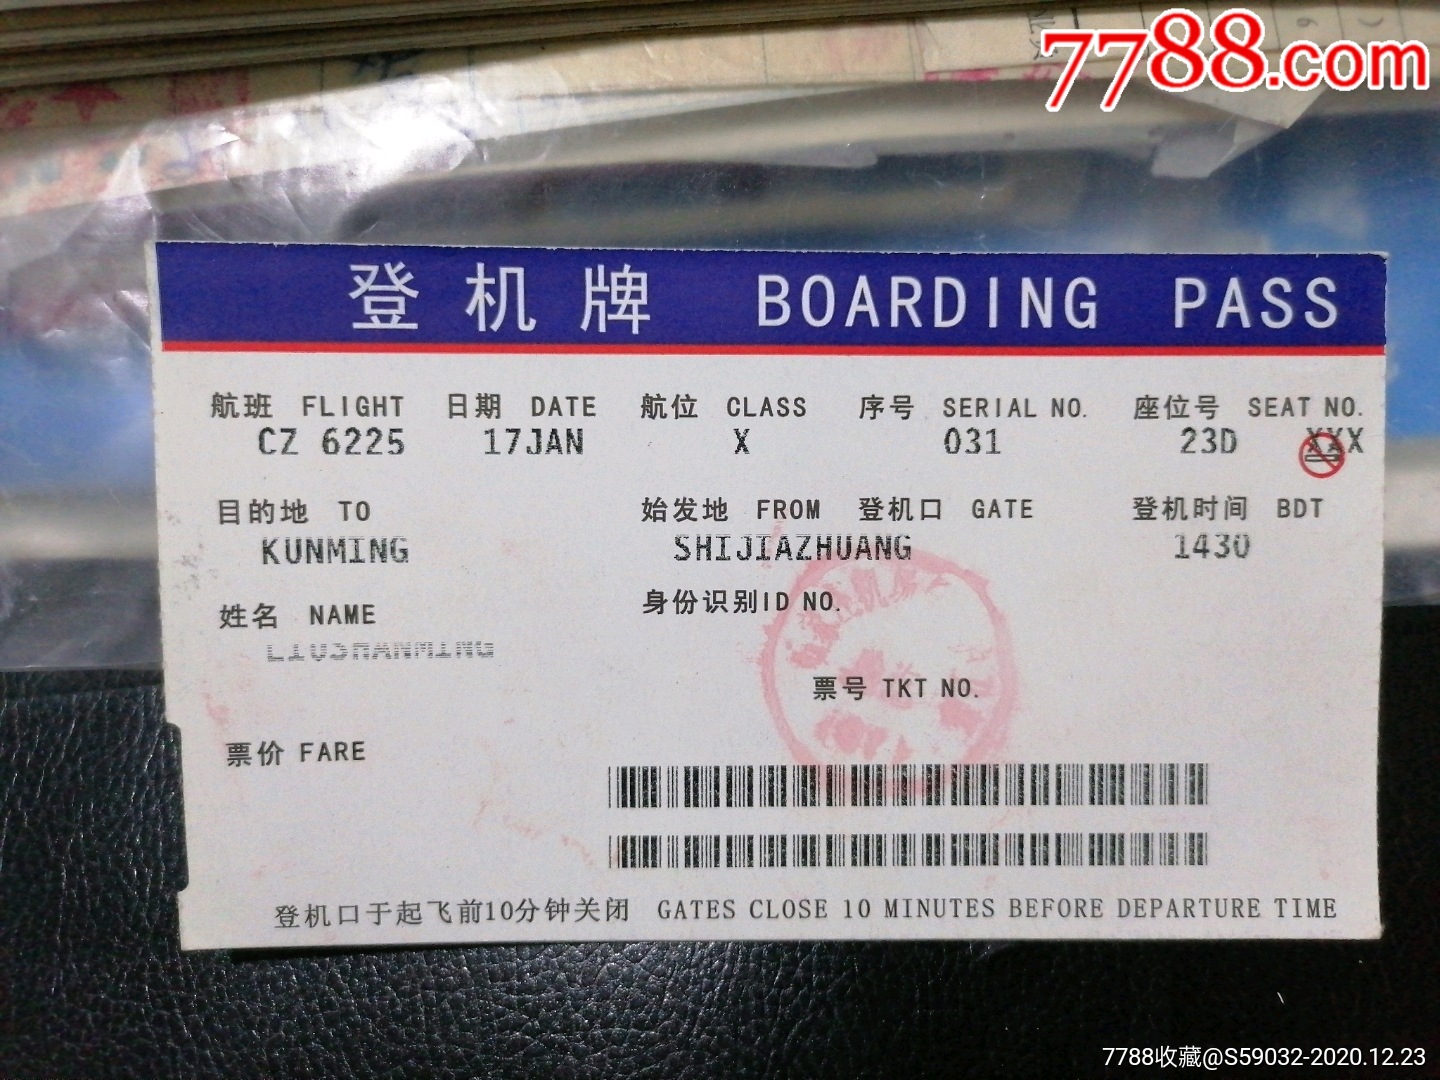 7788.com
登机牌 BOARDING PASS
航班 FLIGHT 日期 DATE 航位 CLASS 序号 SERIAL NO. 座位号 SEAT NO.
CZ 6225 17JAN X 031 23D XXX
目的地 TO 始发地 FROM 登机口 GATE 登机时间 BDT
KUNMING SHIJIAZHUANG 1430
姓名 NAME 身份识别ID NO.
LIUSHANMING
票号 TKT NO.
票价 FARE
登机口于起飞前10分钟关闭 GATES CLOSE 10 MINUTES BEFORE DEPARTURE TIME
7788收藏@S59032-2020.12.23